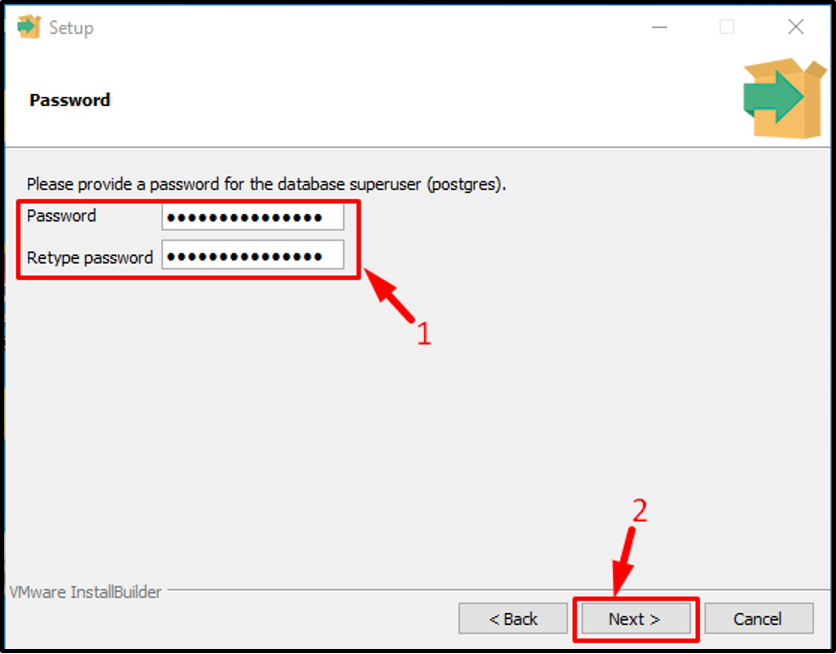 Setup
Password
Please provide a password for the database superuser (postgres).
Password ●●●●●●●●●●●●●●●
Retype password ●●●●●●●●●●●●●●●
1
2
VMware InstallBuilder
< Back Next > Cancel